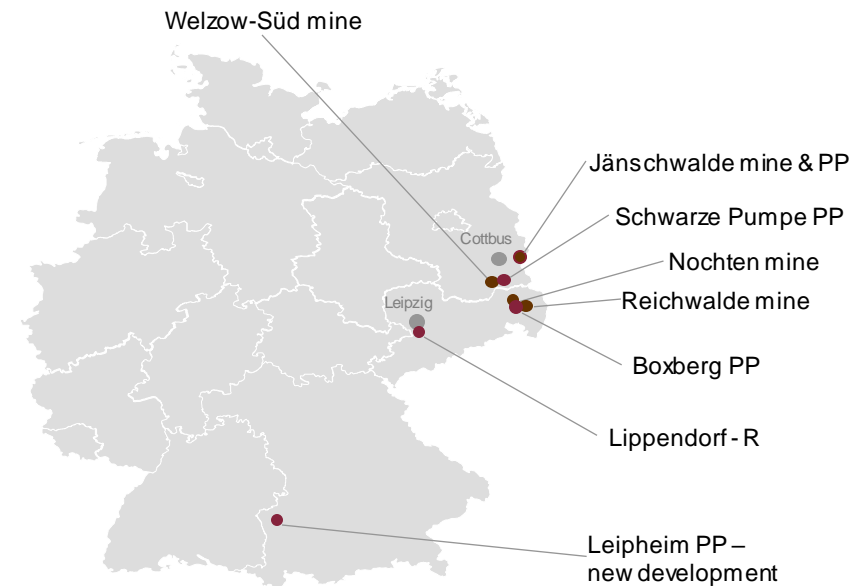 Welzow-Süd mine
Jänschwalde mine & PP
Schwarze Pumpe PP
Cottbus
Nochten mine
Reichwalde mine
Leipzig
Boxberg PP
Lippendorf - R
Leipheim PP –
new development